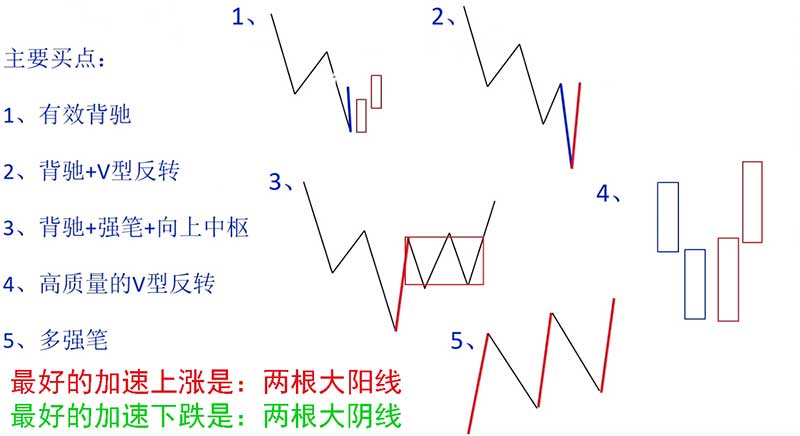 主要买点：
1、有效背驰
2、背驰+V型反转
3、背驰+强笔+向上中枢
4、高质量的V型反转
5、多强笔
最好的加速上涨是：两根大阳线
最好的加速下跌是：两根大阴线
1、
2、
3、
4、
5、